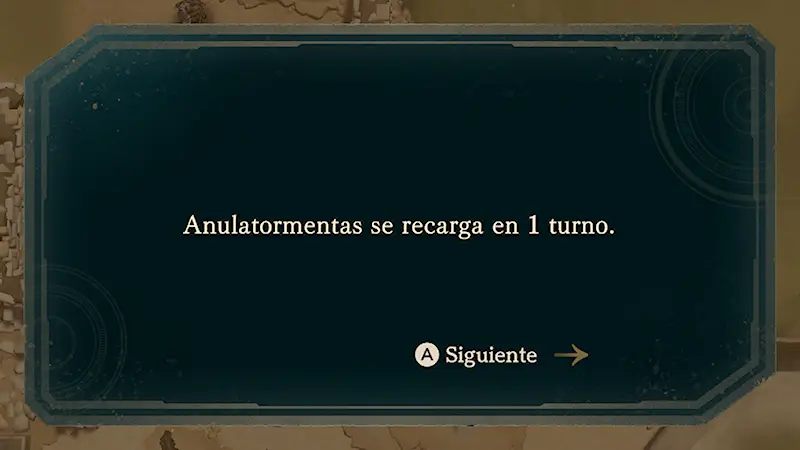 Anulatormentas se recarga en 1 turno.
A Siguiente →